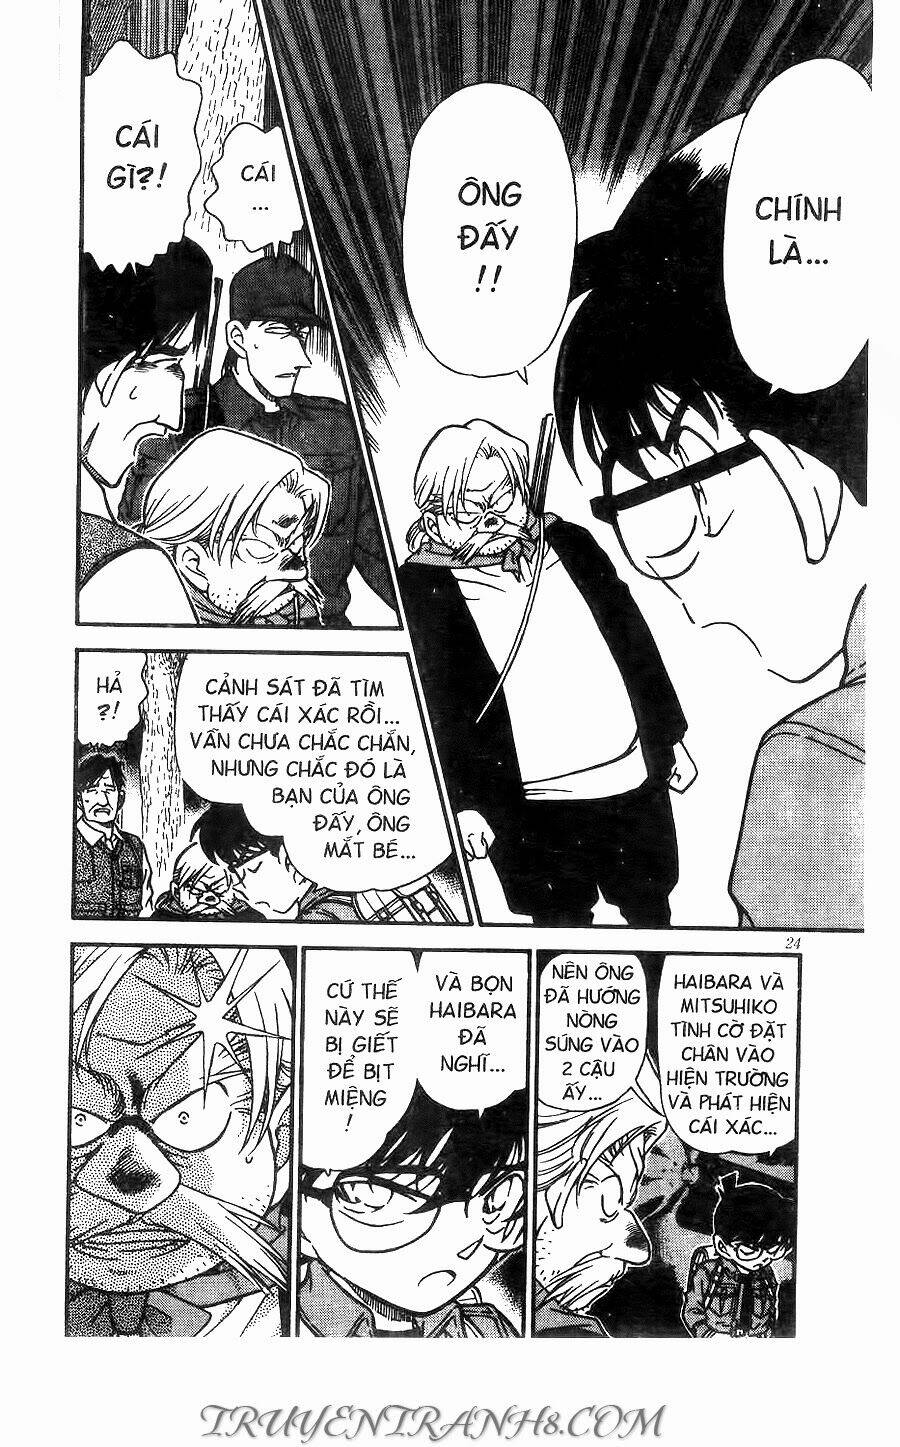 CHÍNH
LÀ...
ÔNG
ĐẤY
!!
CÁI
...
CÁI
GÌ?!
CẢNH SÁT ĐÃ TÌM
THẤY CÁI XÁC RỒI...
VẪN CHƯA CHẮC CHẮN,
NHƯNG CHẮC ĐÓ LÀ
BẠN CỦA ÔNG
ĐẤY, ÔNG
MẮT BÉ...
HẢ
?!
24
HAIBARA VÀ
MITSUHIKO
TÌNH CỜ ĐẶT
CHÂN VÀO
HIỆN TRƯỜNG
VÀ PHÁT HIỆN
CÁI XÁC...
NÊN ÔNG
ĐÃ HƯỚNG
NÒNG
SÚNG VÀO
2 CẬU
ẤY...
VÀ BỌN
HAIBARA
ĐÃ
NGHĨ...
CỨ THẾ
NÀY SẼ
BỊ GIẾT
ĐỂ BỊT
MIỆNG
!
TRUYENTRANH8.COM